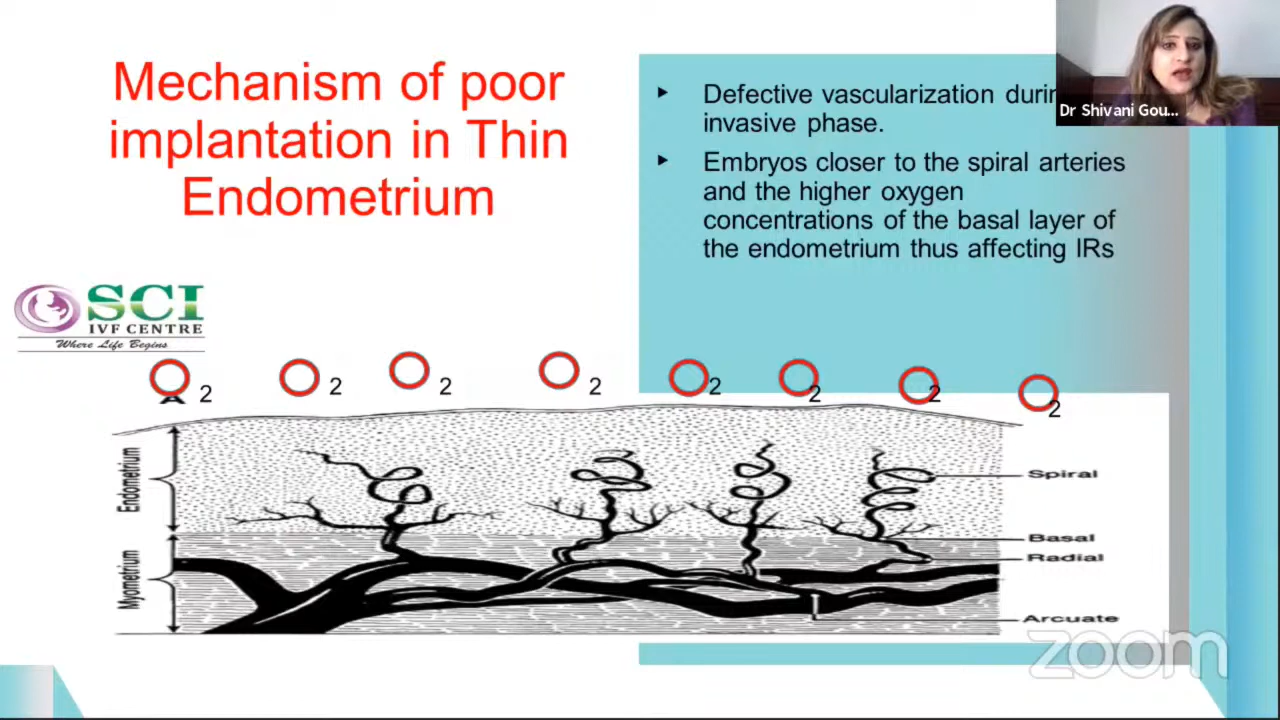 Mechanism of poor
implantation in Thin
Endometrium
▸ Defective vascularization durin
invasive phase.
▸ Embryos closer to the spiral arteries
and the higher oxygen
concentrations of the basal layer of
the endometrium thus affecting IRs
Dr Shivani Gou...
SCI
IVF CENTRE
Where Life Begins
O2 O2 O2 O2 O2 O2 O2 O2
Endometrium
Myometrium
Spiral
Basal
Radial
Arcuate
zoom